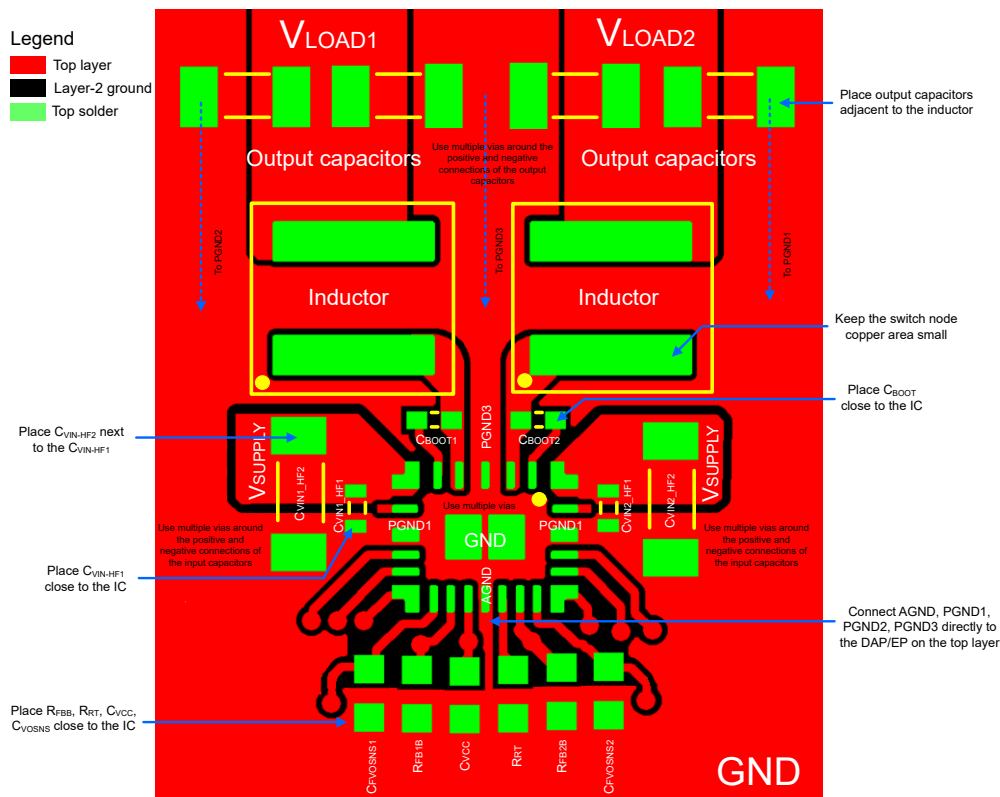 Legend
Top layer
Layer-2 ground
Top solder
VLOAD1
VLOAD2
Place output capacitors
adjacent to the inductor
Output capacitors
Use multiple vias around the
positive and negative
connections of the output
capacitors
Output capacitors
To PGND2
To PGND3
To PGND1
Inductor
Inductor
Keep the switch node
copper area small
Place CBOOT
close to the IC
Place CVIN-HF2 next
to the CVIN-HF1
CBOOT1
PGND3
CBOOT2
VSUPPLY
CVIN1_HF2
CVIN1_HF1
CVIN2_HF1
CVIN2_HF2
VSUPPLY
Use multiple vias
PGND1
PGND1
GND
Use multiple vias around
the positive and
negative connections of
the input capacitors
Use multiple vias around
the positive and
negative connections of
the input capacitors
Place CVIN-HF1
close to the IC
AGND
Connect AGND, PGND1,
PGND2, PGND3 directly to
the DAP/EP on the top layer
Place RFBB, RRT, CVCC,
CVOSNS close to the IC
CFVOSNS1
RFB1B
CVCC
RRT
RFB2B
CFVOSNS2
GND